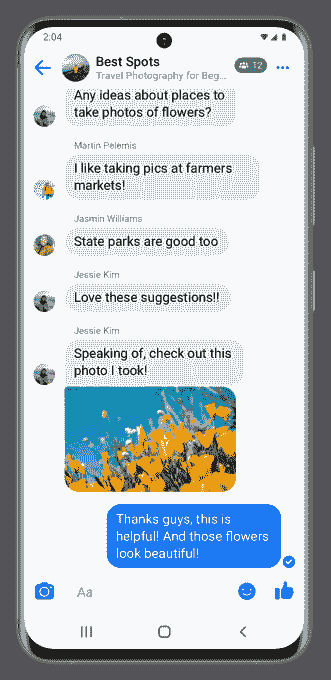 2:04
Best Spots
Travel Photography for Beg...
12
Any ideas about places to
take photos of flowers?
Martin Pelemis
I like taking pics at farmers
markets!
Jasmin Williams
State parks are good too
Jessie Kim
Love these suggestions!!
Jessie Kim
Speaking of, check out this
photo I took!
Thanks guys, this is
helpful! And those flowers
look beautiful!
Aa